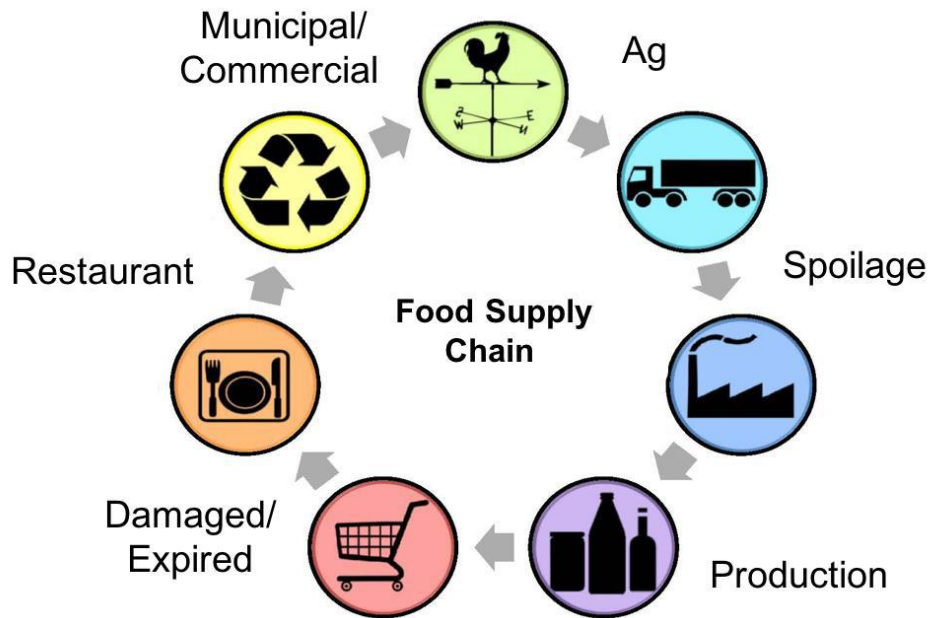 Municipal/
Commercial
Ag
S
E
W
N
Spoilage
Restaurant
Food Supply
Chain
Damaged/
Expired
Production